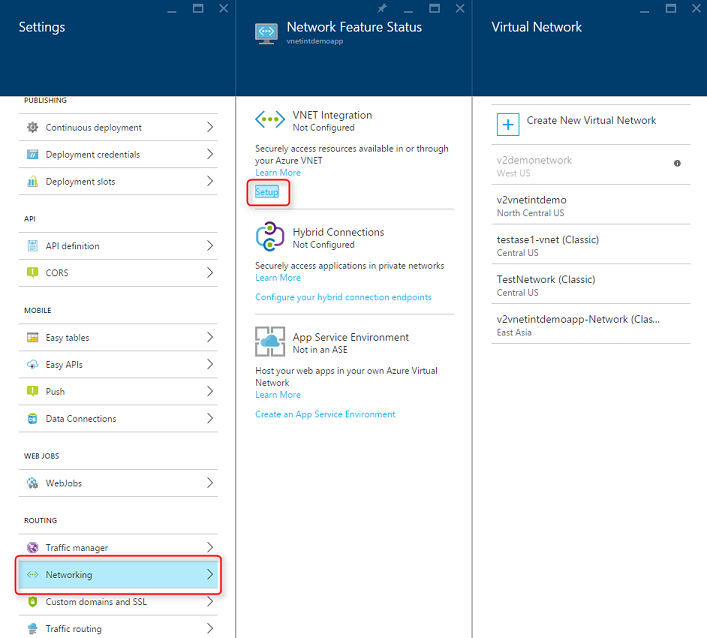 Settings
PUBLISHING
Continuous deployment
Deployment credentials
Deployment slots
API
API definition
CORS
MOBILE
Easy tables
Easy APIs
Push
Data Connections
WEB JOBS
WebJobs
ROUTING
Traffic manager
Networking
Custom domains and SSL
Traffic routing
Network Feature Status
vnetintdemoapp
VNET Integration
Not Configured
Securely access resources available in or through
your Azure VNET
Learn More
Setup
Hybrid Connections
Not Configured
Securely access applications in private networks
Learn More
Configure your hybrid connection endpoints
App Service Environment
Not in an ASE
Host your web apps in your own Azure Virtual
Network
Learn More
Create an App Service Environment
Virtual Network
Create New Virtual Network
v2demonetwork
West US
v2vnetintdemo
North Central US
testase1-vnet (Classic)
Central US
TestNetwork (Classic)
Central US
v2vnetintdemoapp-Network (Clas...
East Asia